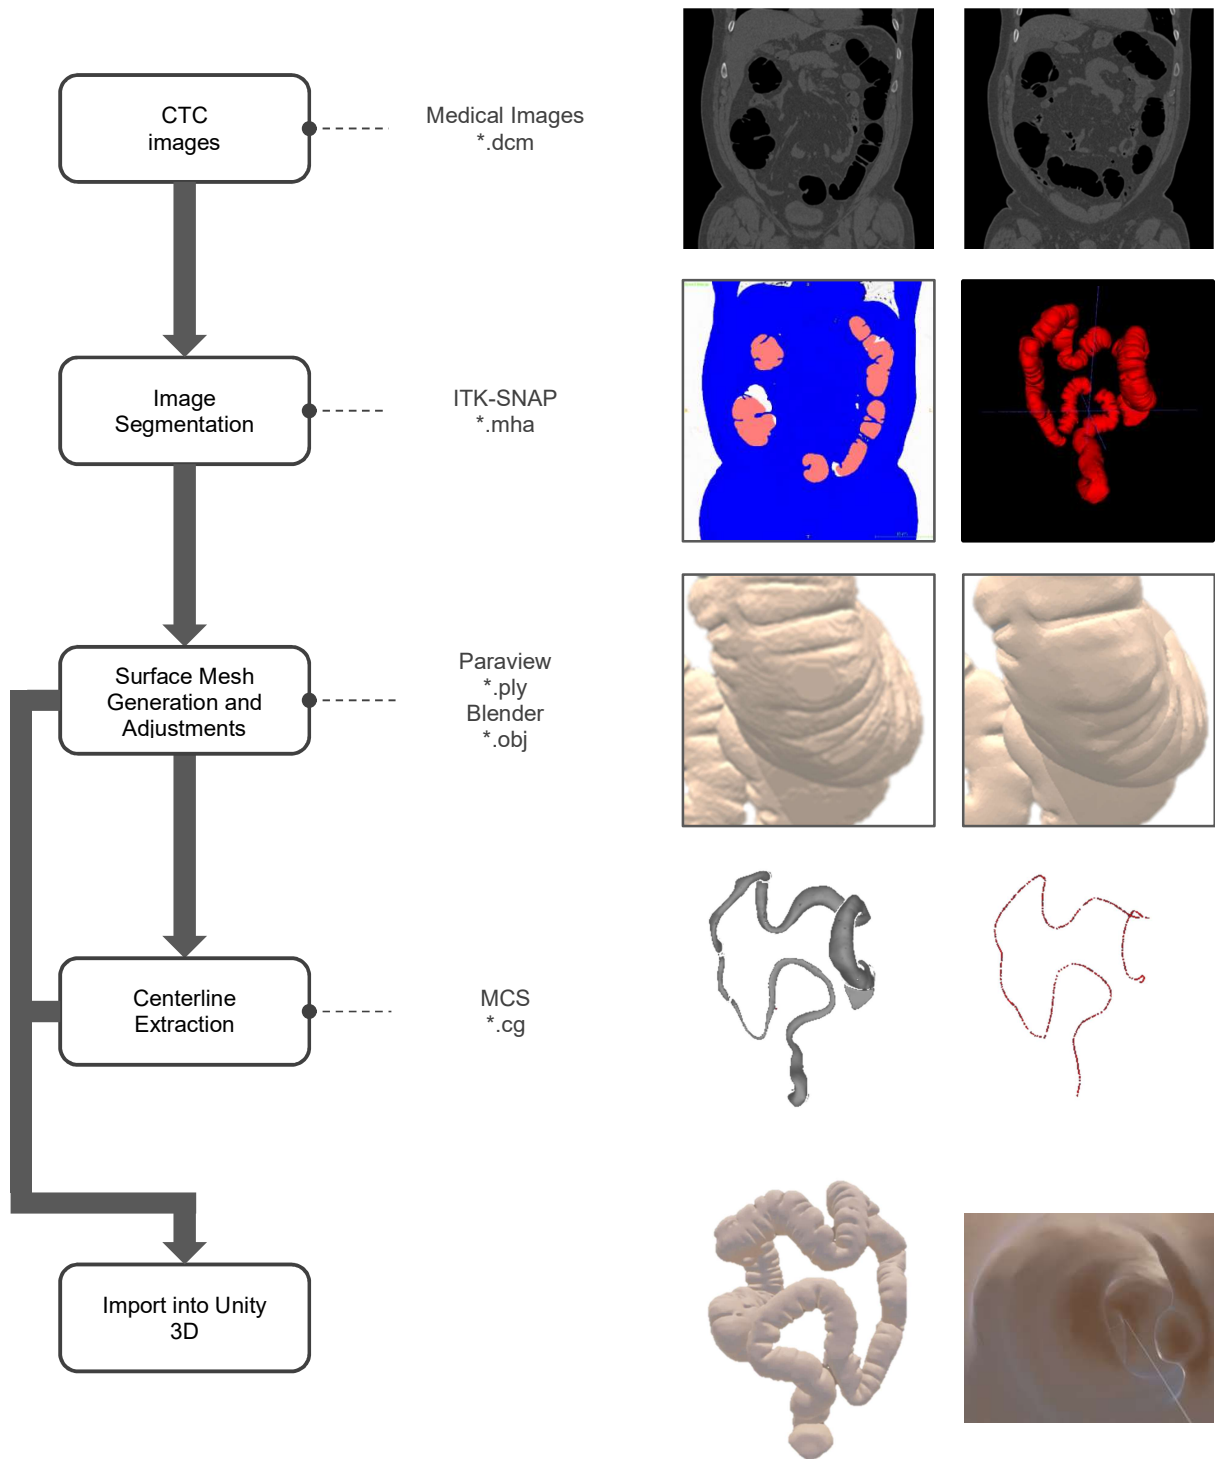 CTC
images
Medical Images
*.dcm
Image
Segmentation
ITK-SNAP
*.mha
Surface Mesh
Generation and
Adjustments
Paraview
*.ply
Blender
*.obj
Centerline
Extraction
MCS
*.cg
Import into Unity
3D